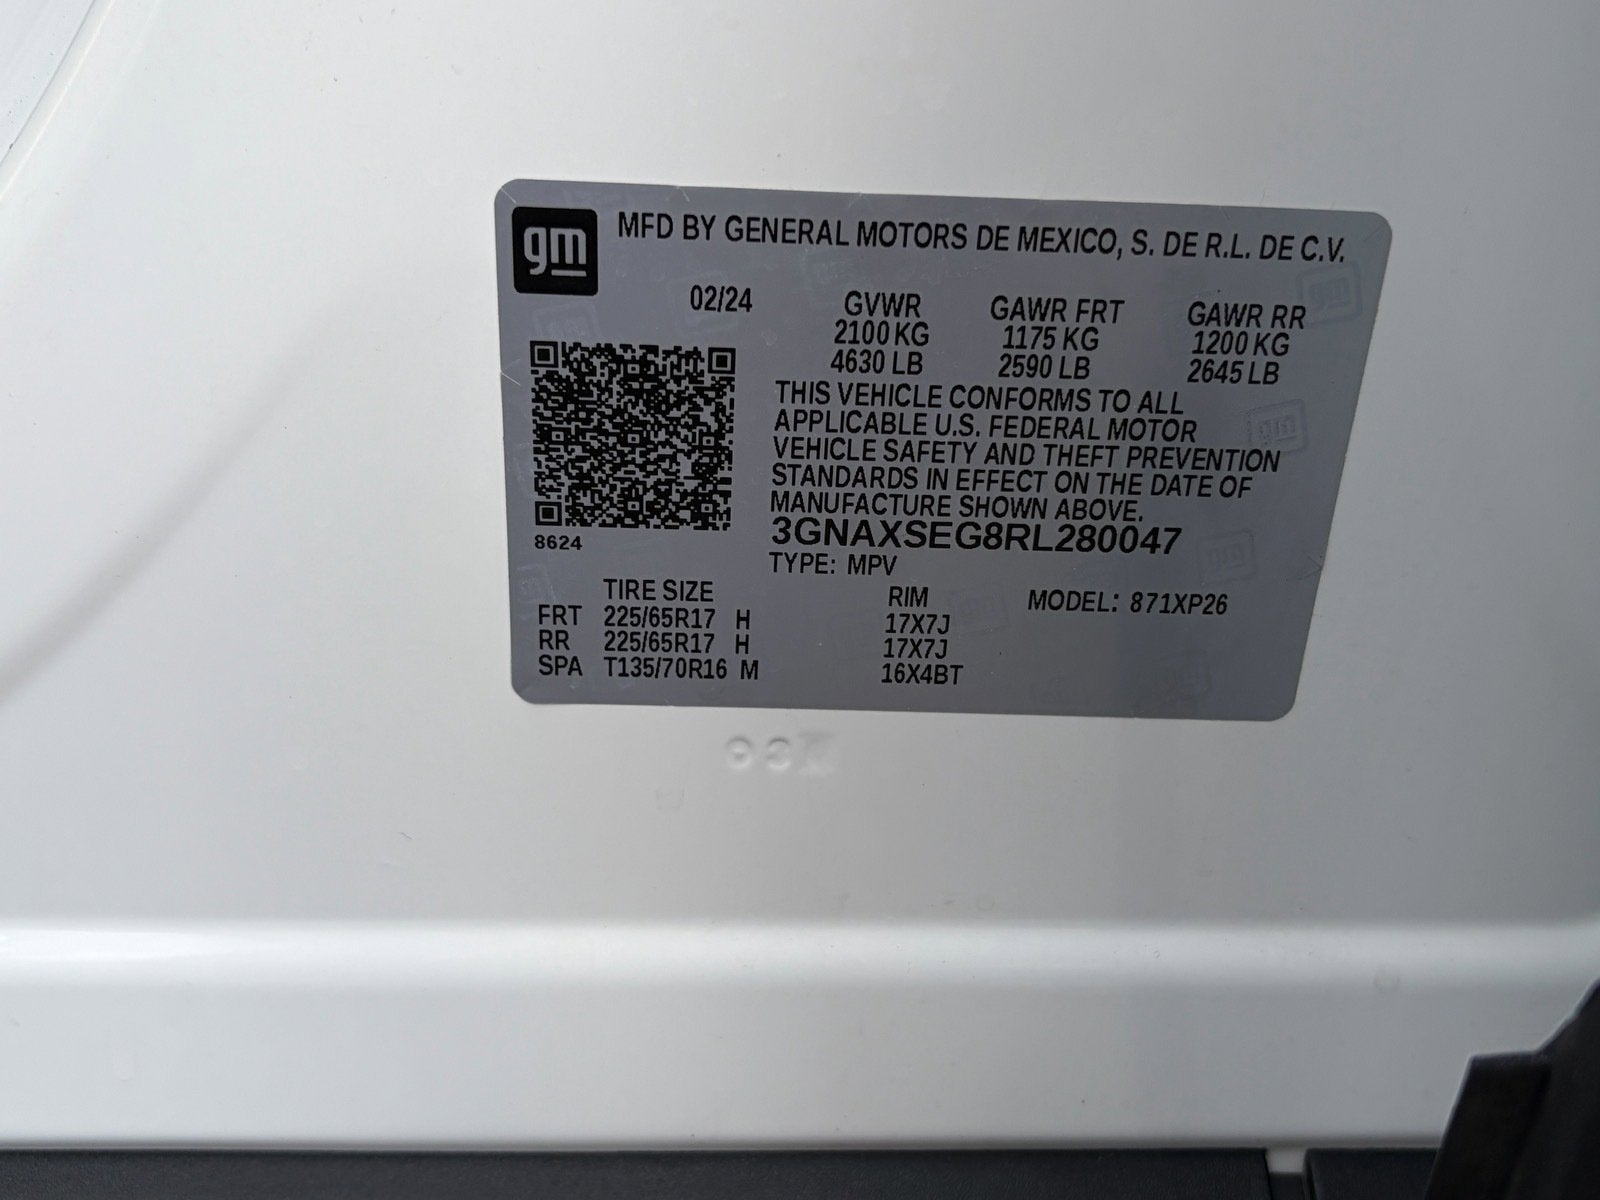 gm
MFD BY GENERAL MOTORS DE MEXICO, S. DE R.L. DE C.V.
02/24 GVWR GAWR FRT GAWR RR
2100 KG 1175 KG 1200 KG
4630 LB 2590 LB 2645 LB
THIS VEHICLE CONFORMS TO ALL
APPLICABLE U.S. FEDERAL MOTOR
VEHICLE SAFETY AND THEFT PREVENTION
STANDARDS IN EFFECT ON THE DATE OF
MANUFACTURE SHOWN ABOVE.
3GNAXSEG8RL280047
8624
TYPE: MPV
TIRE SIZE RIM MODEL: 871XP26
FRT 225/65R17 H 17X7J
RR 225/65R17 H 17X7J
SPA T135/70R16 M 16X4BT